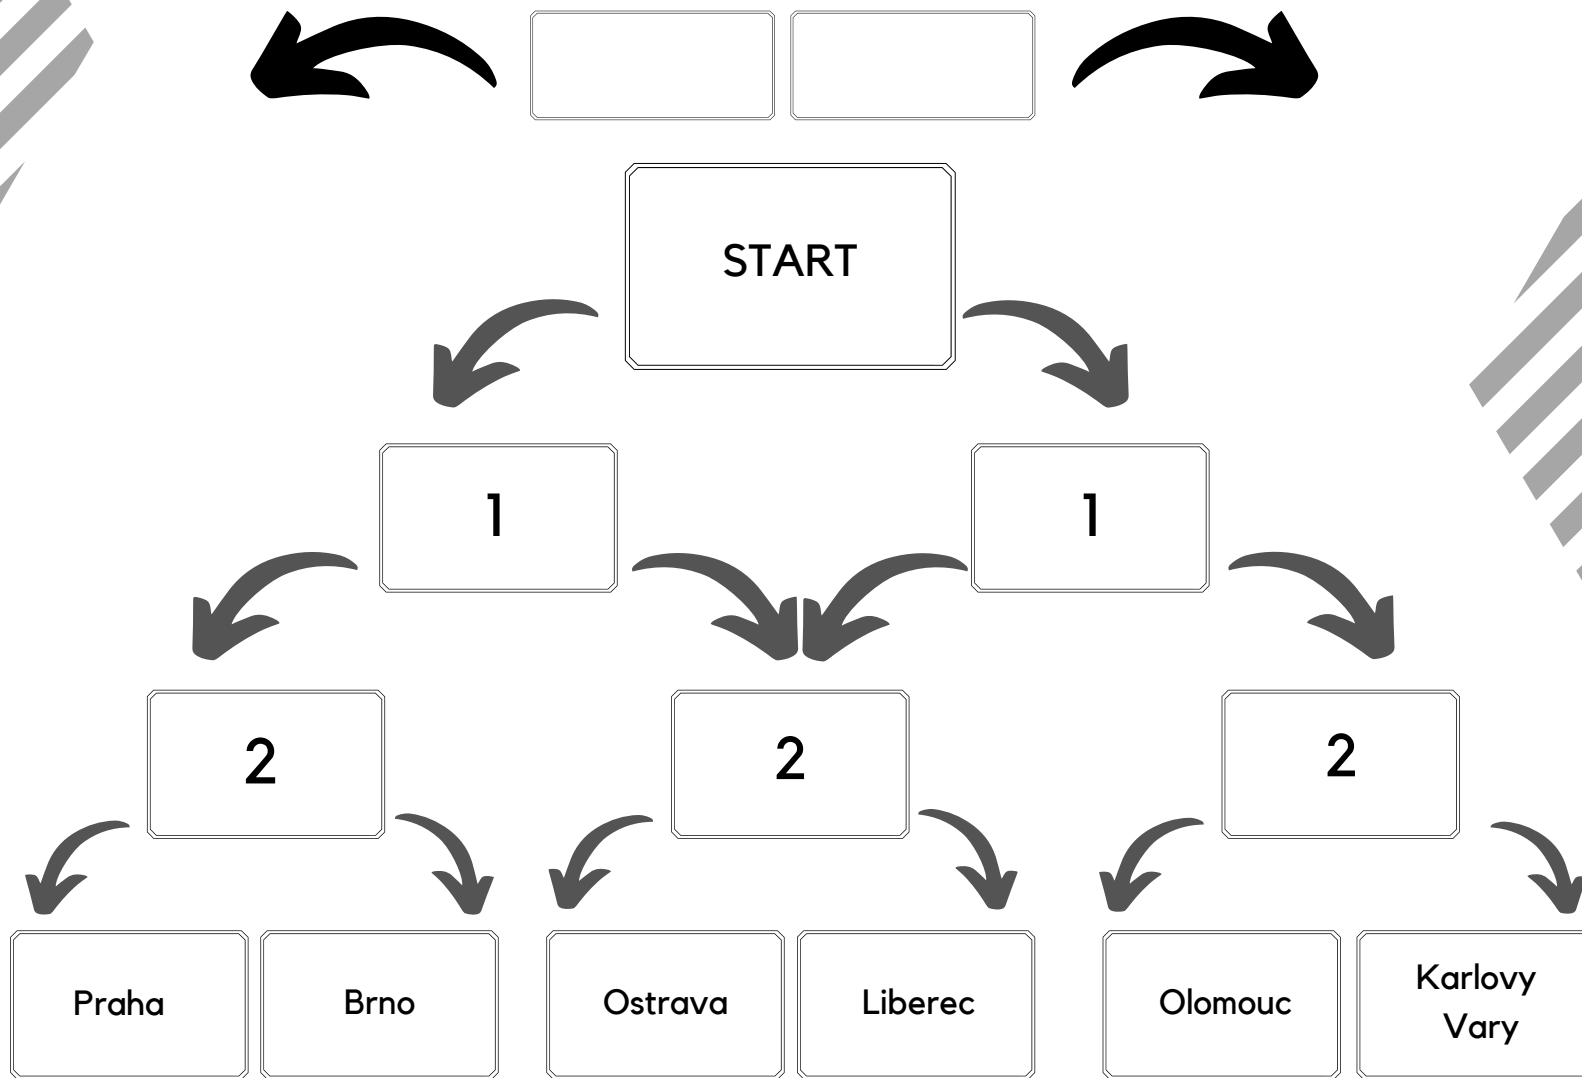 START
1
1
2
2
2
Praha
Brno
Ostrava
Liberec
Olomouc
Karlovy
Vary